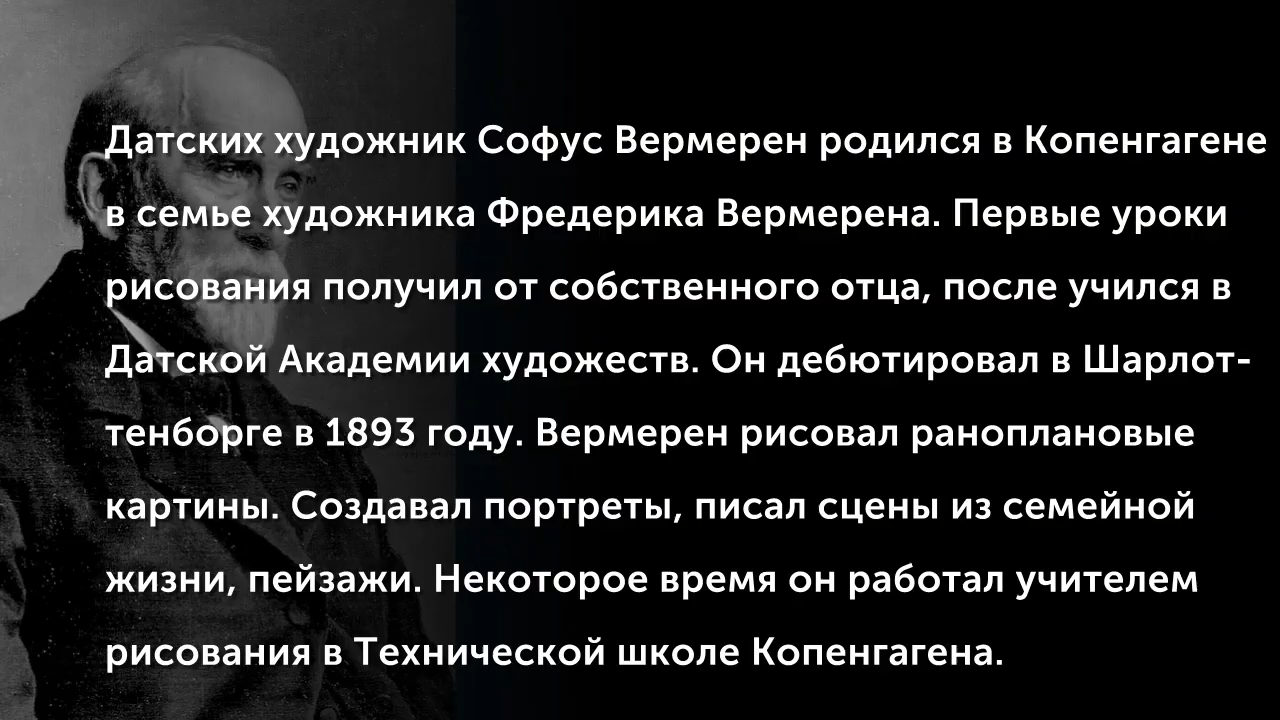 Датских художник Софус Вермерен родился в Копенгагене
в семье художника Фредерика Вермерена. Первые уроки
рисования получил от собственного отца, после учился в
Датской Академии художеств. Он дебютировал в Шарлот-
тенборге в 1893 году. Вермерен рисовал раноплановые
картины. Создавал портреты, писал сцены из семейной
жизни, пейзажи. Некоторое время он работал учителем
рисования в Технической школе Копенгагена.